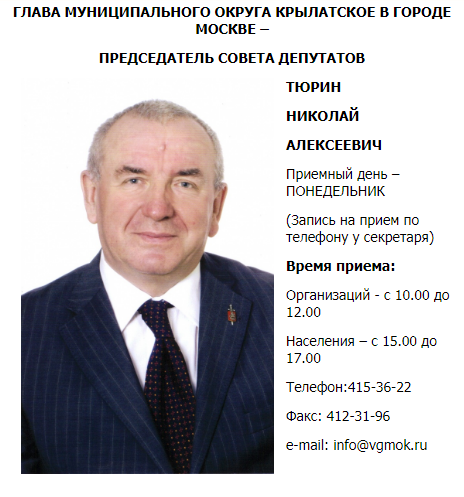 ГЛАВА МУНИЦИПАЛЬНОГО ОКРУГА КРЫЛАТСКОЕ В ГОРОДЕ
МОСКВЕ –
ПРЕДСЕДАТЕЛЬ СОВЕТА ДЕПУТАТОВ
ТЮРИН
НИКОЛАЙ
АЛЕКСЕЕВИЧ
Приемный день –
ПОНЕДЕЛЬНИК
(Запись на прием по
телефону у секретаря)
Время приема:
Организаций - с 10.00 до
12.00
Населения – с 15.00 до
17.00
Телефон:415-36-22
Факс: 412-31-96
e-mail: info@vgmok.ru